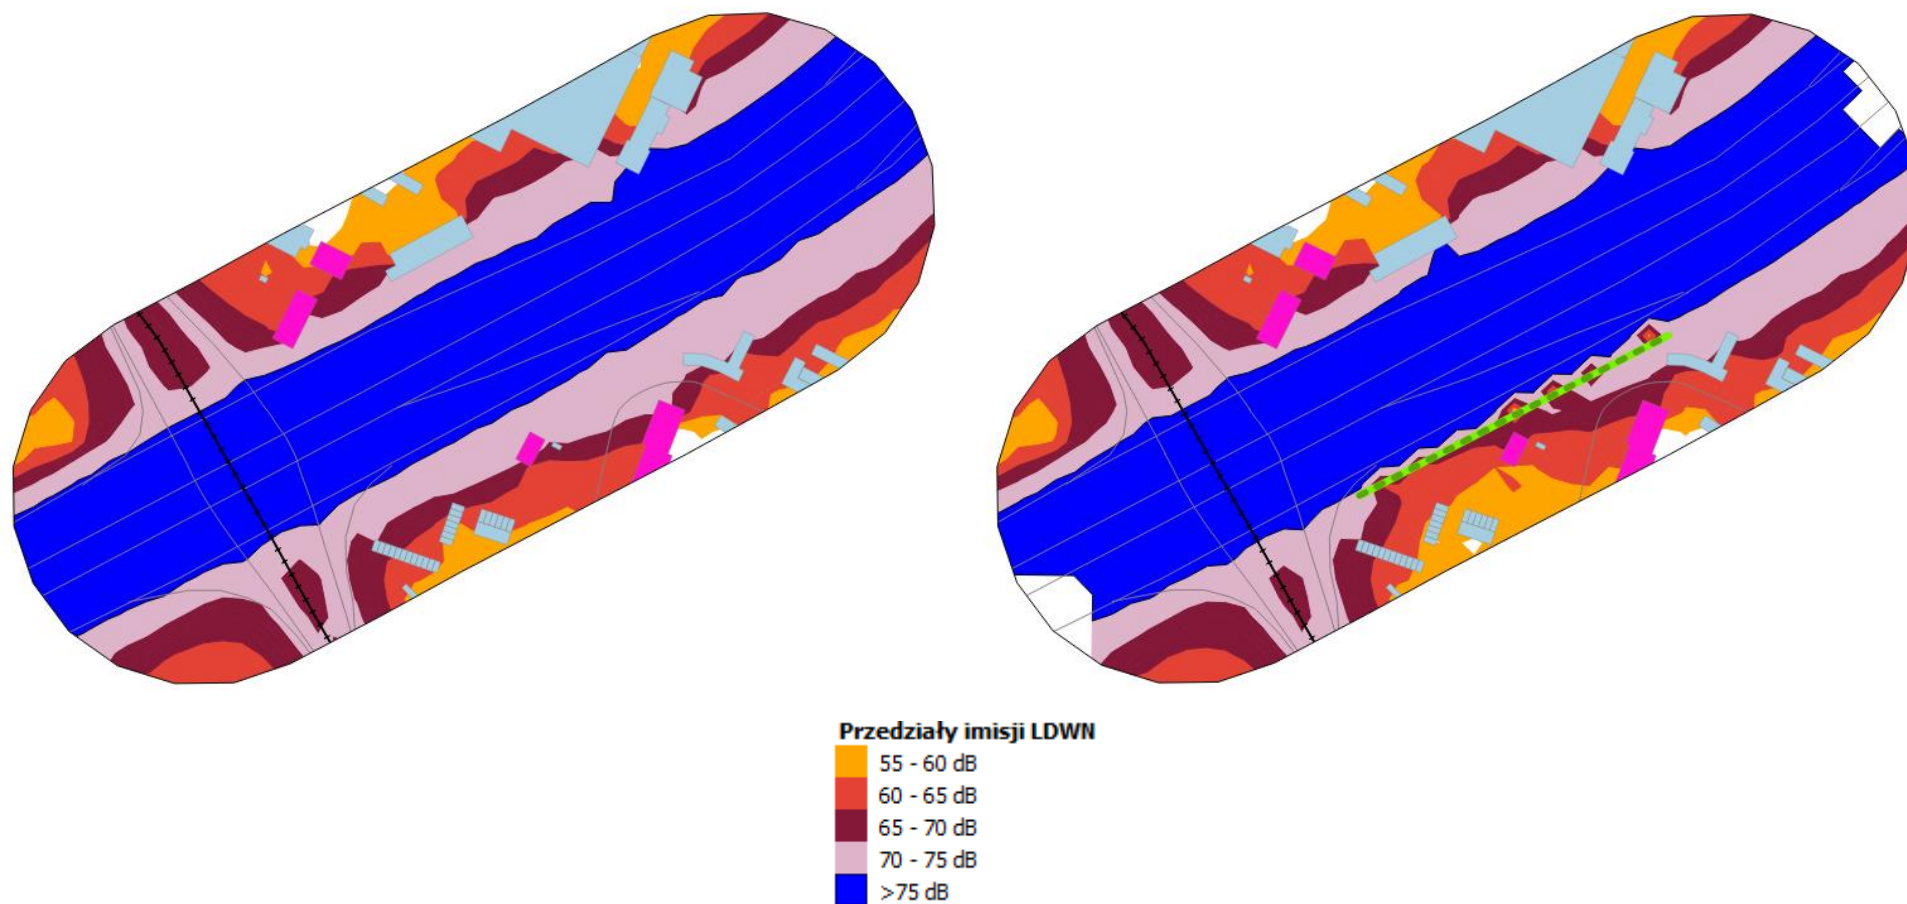 Przedziały imisji LDWN
55 - 60 dB
60 - 65 dB
65 - 70 dB
70 - 75 dB
>75 dB